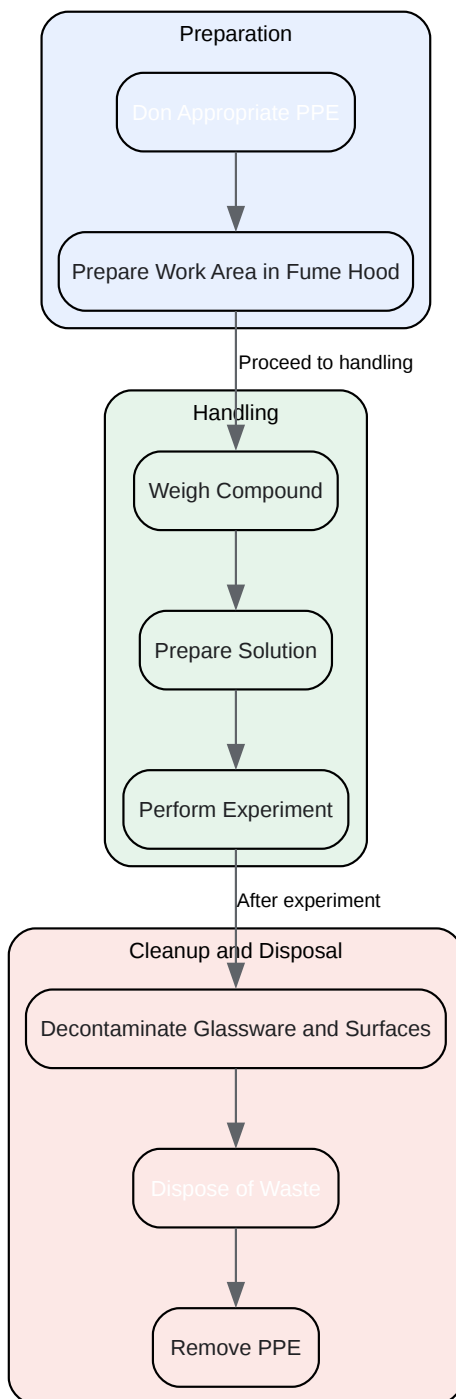 Preparation
Don Appropriate PPE
Prepare Work Area in Fume Hood
Proceed to handling
Handling
Weigh Compound
Prepare Solution
Perform Experiment
After experiment
Cleanup and Disposal
Decontaminate Glassware and Surfaces
Dispose of Waste
Remove PPE